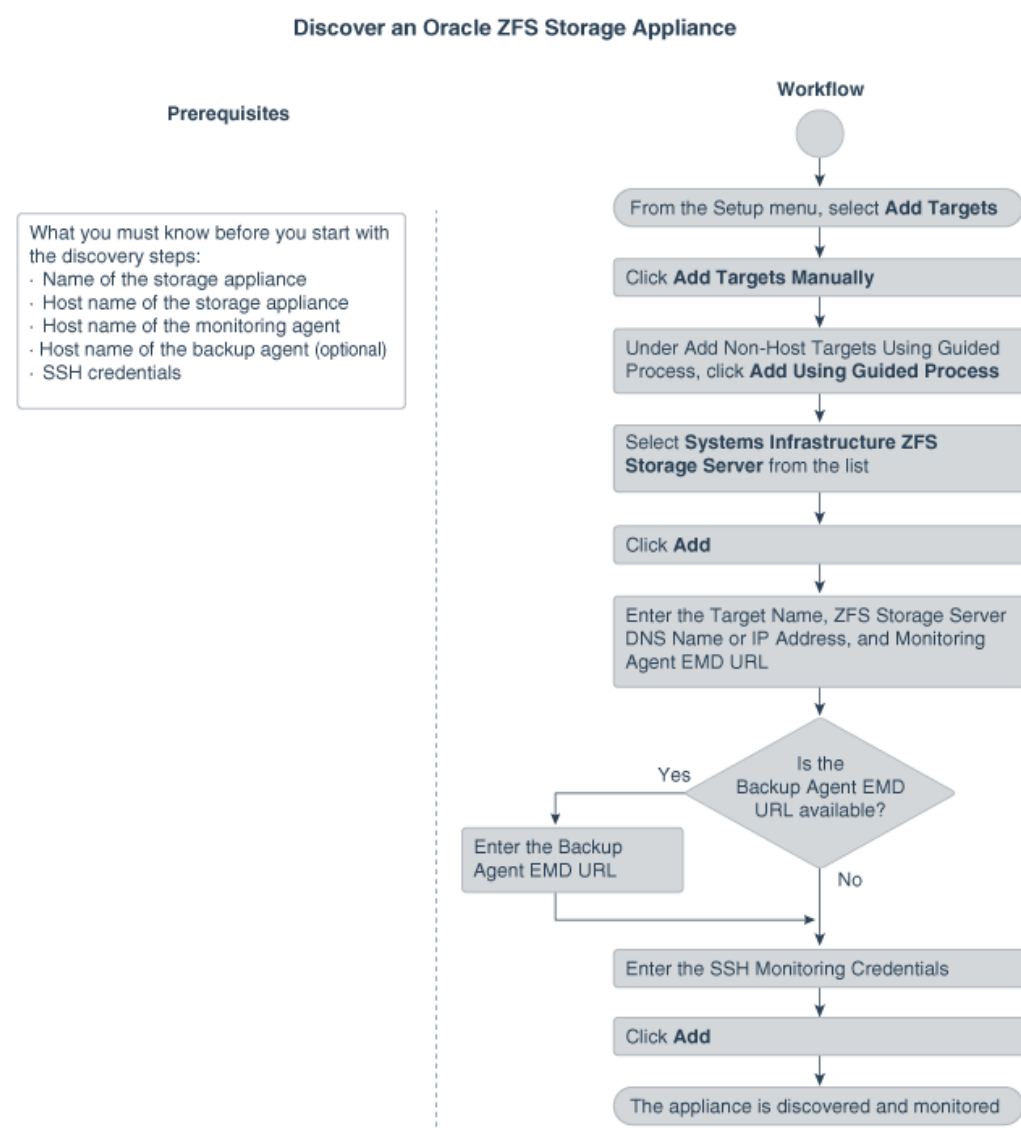 Discover an Oracle ZFS Storage Appliance
Prerequisites
What you must know before you start with
the discovery steps:
· Name of the storage appliance
· Host name of the storage appliance
· Host name of the monitoring agent
· Host name of the backup agent (optional)
· SSH credentials
Workflow
From the Setup menu, select Add Targets
Click Add Targets Manually
Under Add Non-Host Targets Using Guided
Process, click Add Using Guided Process
Select Systems Infrastructure ZFS
Storage Server from the list
Click Add
Enter the Target Name, ZFS Storage Server
DNS Name or IP Address, and Monitoring
Agent EMD URL
Is the
Backup Agent EMD
URL available?
Yes
Enter the Backup
Agent EMD URL
No
Enter the SSH Monitoring Credentials
Click Add
The appliance is discovered and monitored